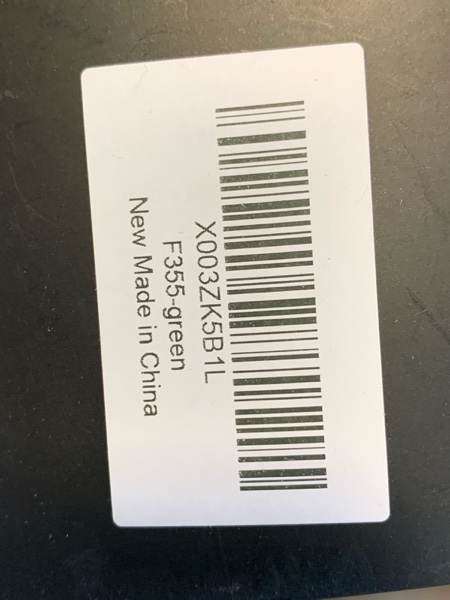 X003ZK5B1L
F355-green
New Made in China